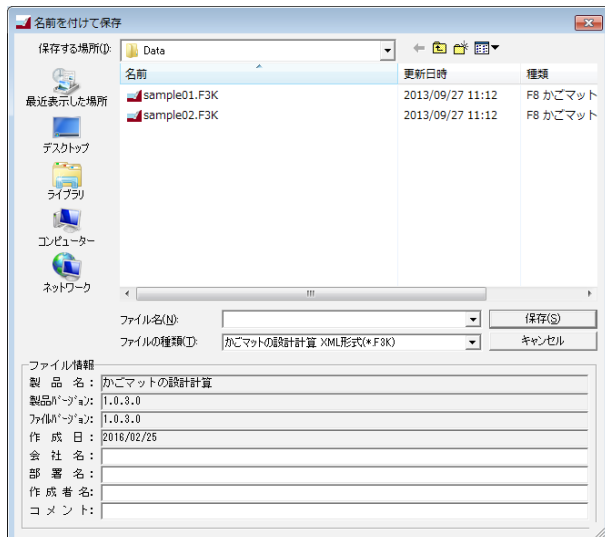 名前を付けて保存
保存する場所(I): Data
名前 更新日時 種類
sample01.F3K 2013/09/27 11:12 F8 かごマット
sample02.F3K 2013/09/27 11:12 F8 かごマット
最近表示した場所
デスクトップ
ライブラリ
コンピューター
ネットワーク
ファイル名(N): 保存(S)
ファイルの種類(T): かごマットの設計計算 XML形式(*.F3K) キャンセル
ファイル情報
製品名: かごマットの設計計算
製品バージョン: 1.0.3.0
ファイルバージョン: 1.0.3.0
作成日: 2016/02/25
会社名:
部署名:
作成者名:
コメント: